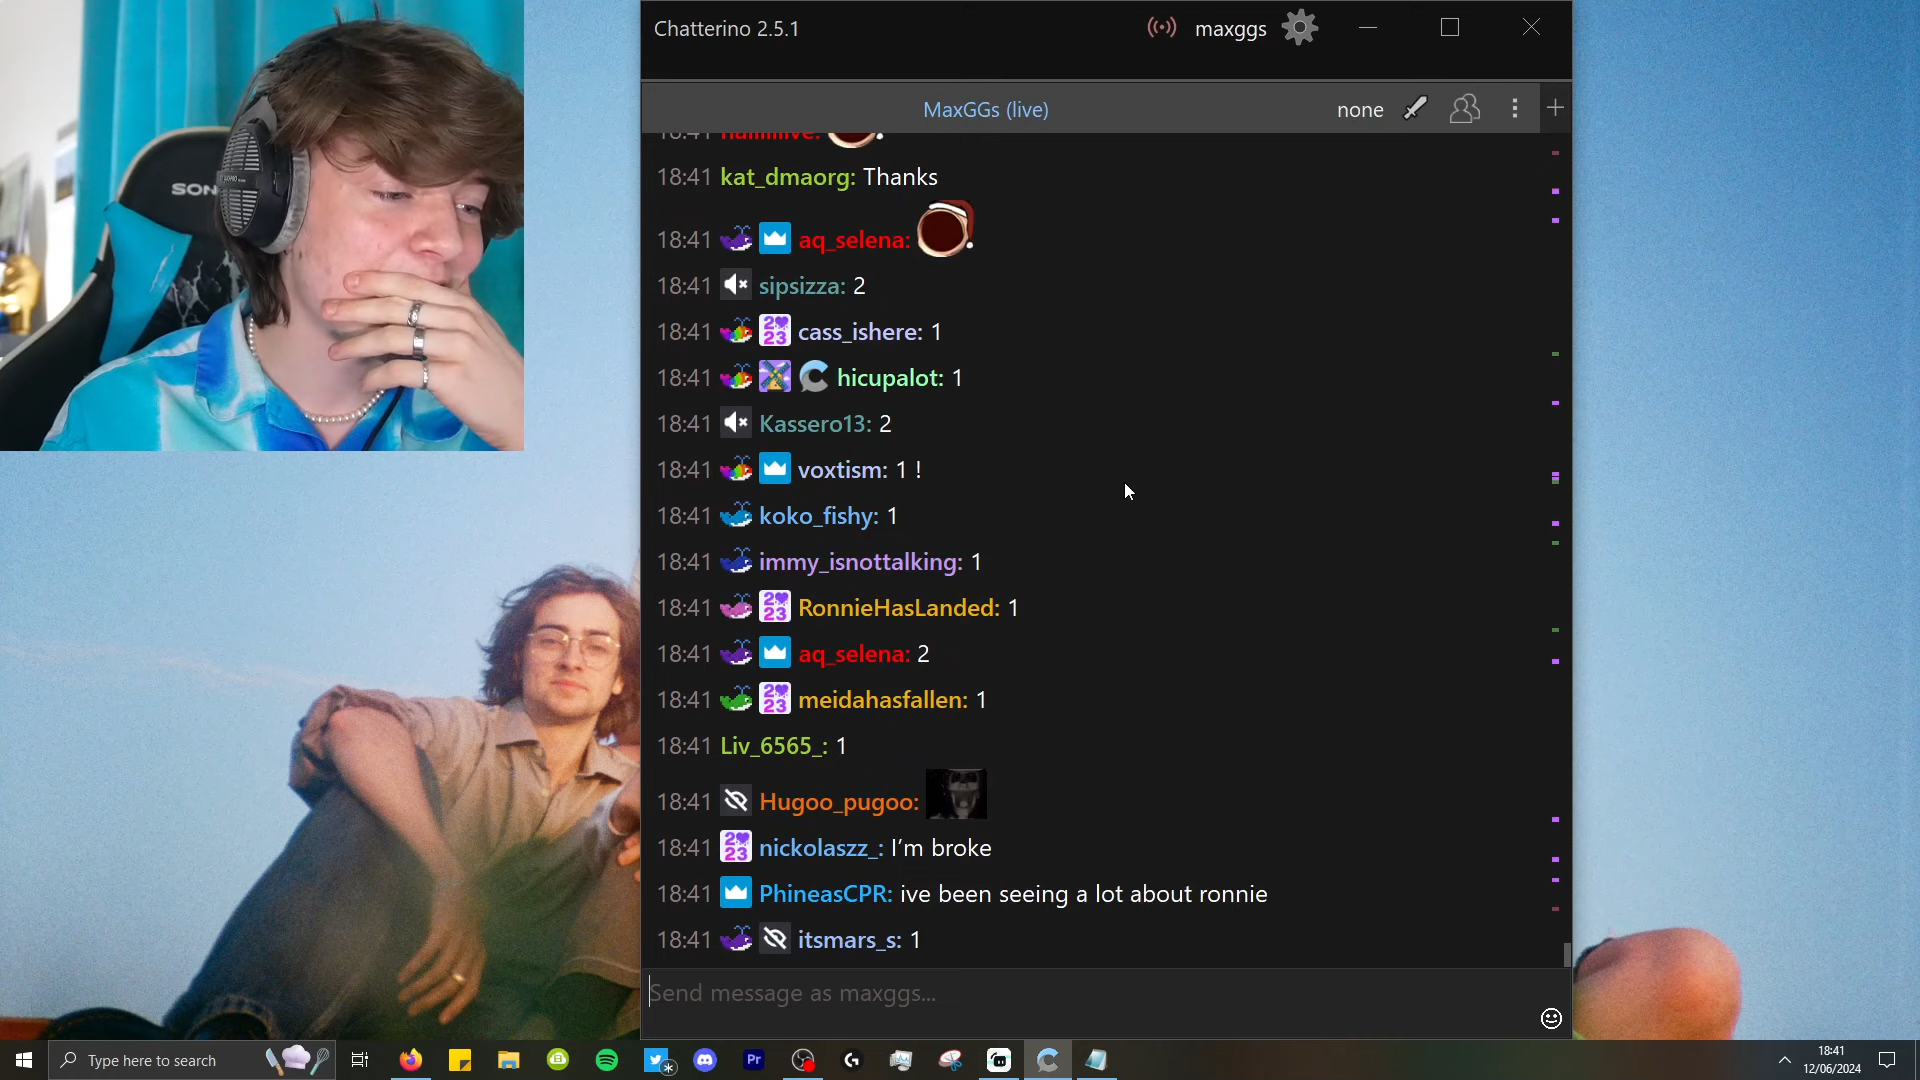 SON
Chatterino 2.5.1
maxggs
MaxGGs (live)
none
kat_dmaorg: Thanks
18:41 aq_selena:
18:41 sipsizza: 2
18:41 cass_ishere: 1
18:41 hicupalot: 1
18:41 Kassero13: 2
18:41 voxtism: 1 !
18:41 koko_fishy: 1
18:41 immy_isnottalking: 1
18:41 RonnieHasLanded: 1
18:41 aq_selena: 2
18:41 meidahasfallen: 1
18:41 Liv_6565_: 1
18:41 Hugoo_pugoo:
18:41 nickolaszz_: I'm broke
18:41 PhineasCPR: ive been seeing a lot about ronnie
18:41 itsmars_s: 1
Send message as maxggs...
Type here to search
Pr
18:41
12/06/2024